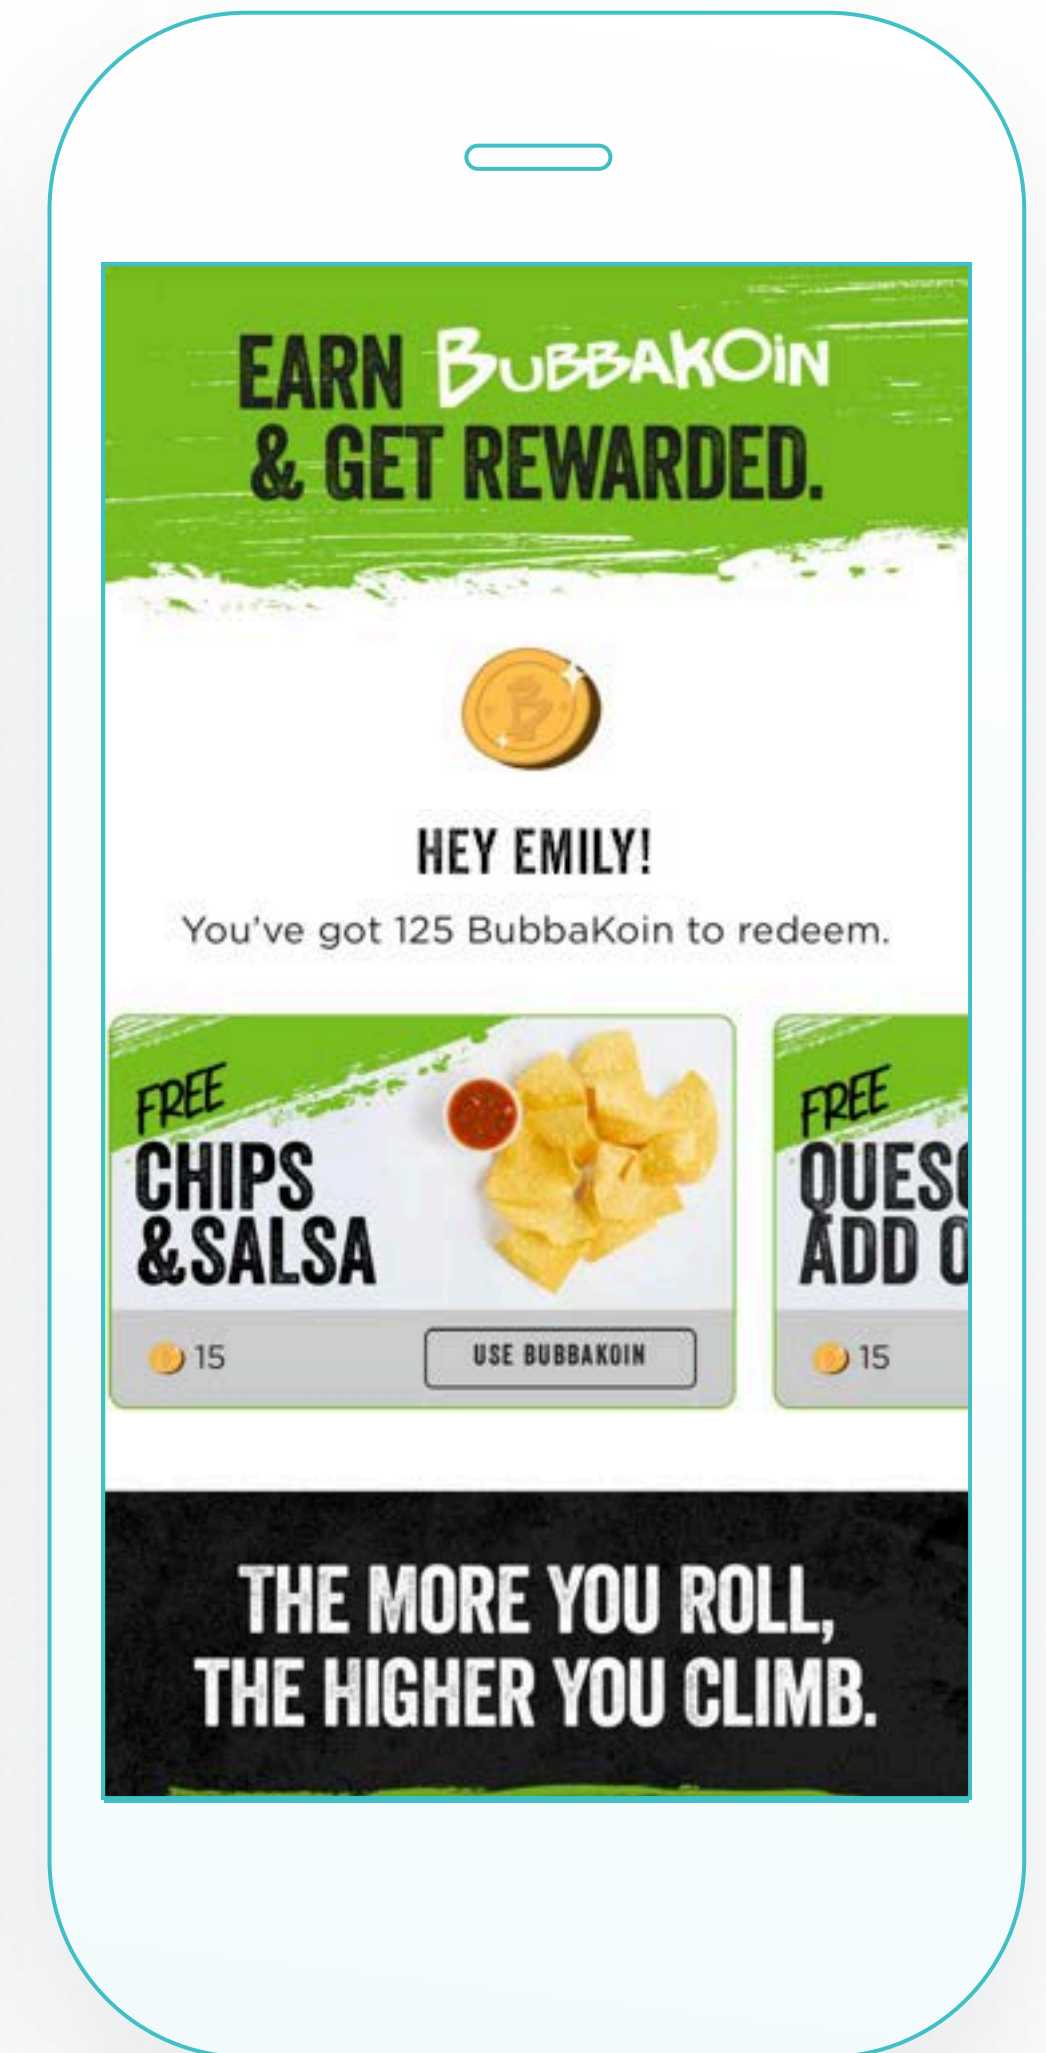 EARN BUBBAKOiN
& GET REWARDED.
HEY EMILY!
You've got 125 BubbaKoin to redeem.
FREE
CHIPS
&SALSA
15
USE BUBBAKOIN
FREE
ADD
15
THE MORE YOU ROLL,
THE HIGHER YOU CLIMB.